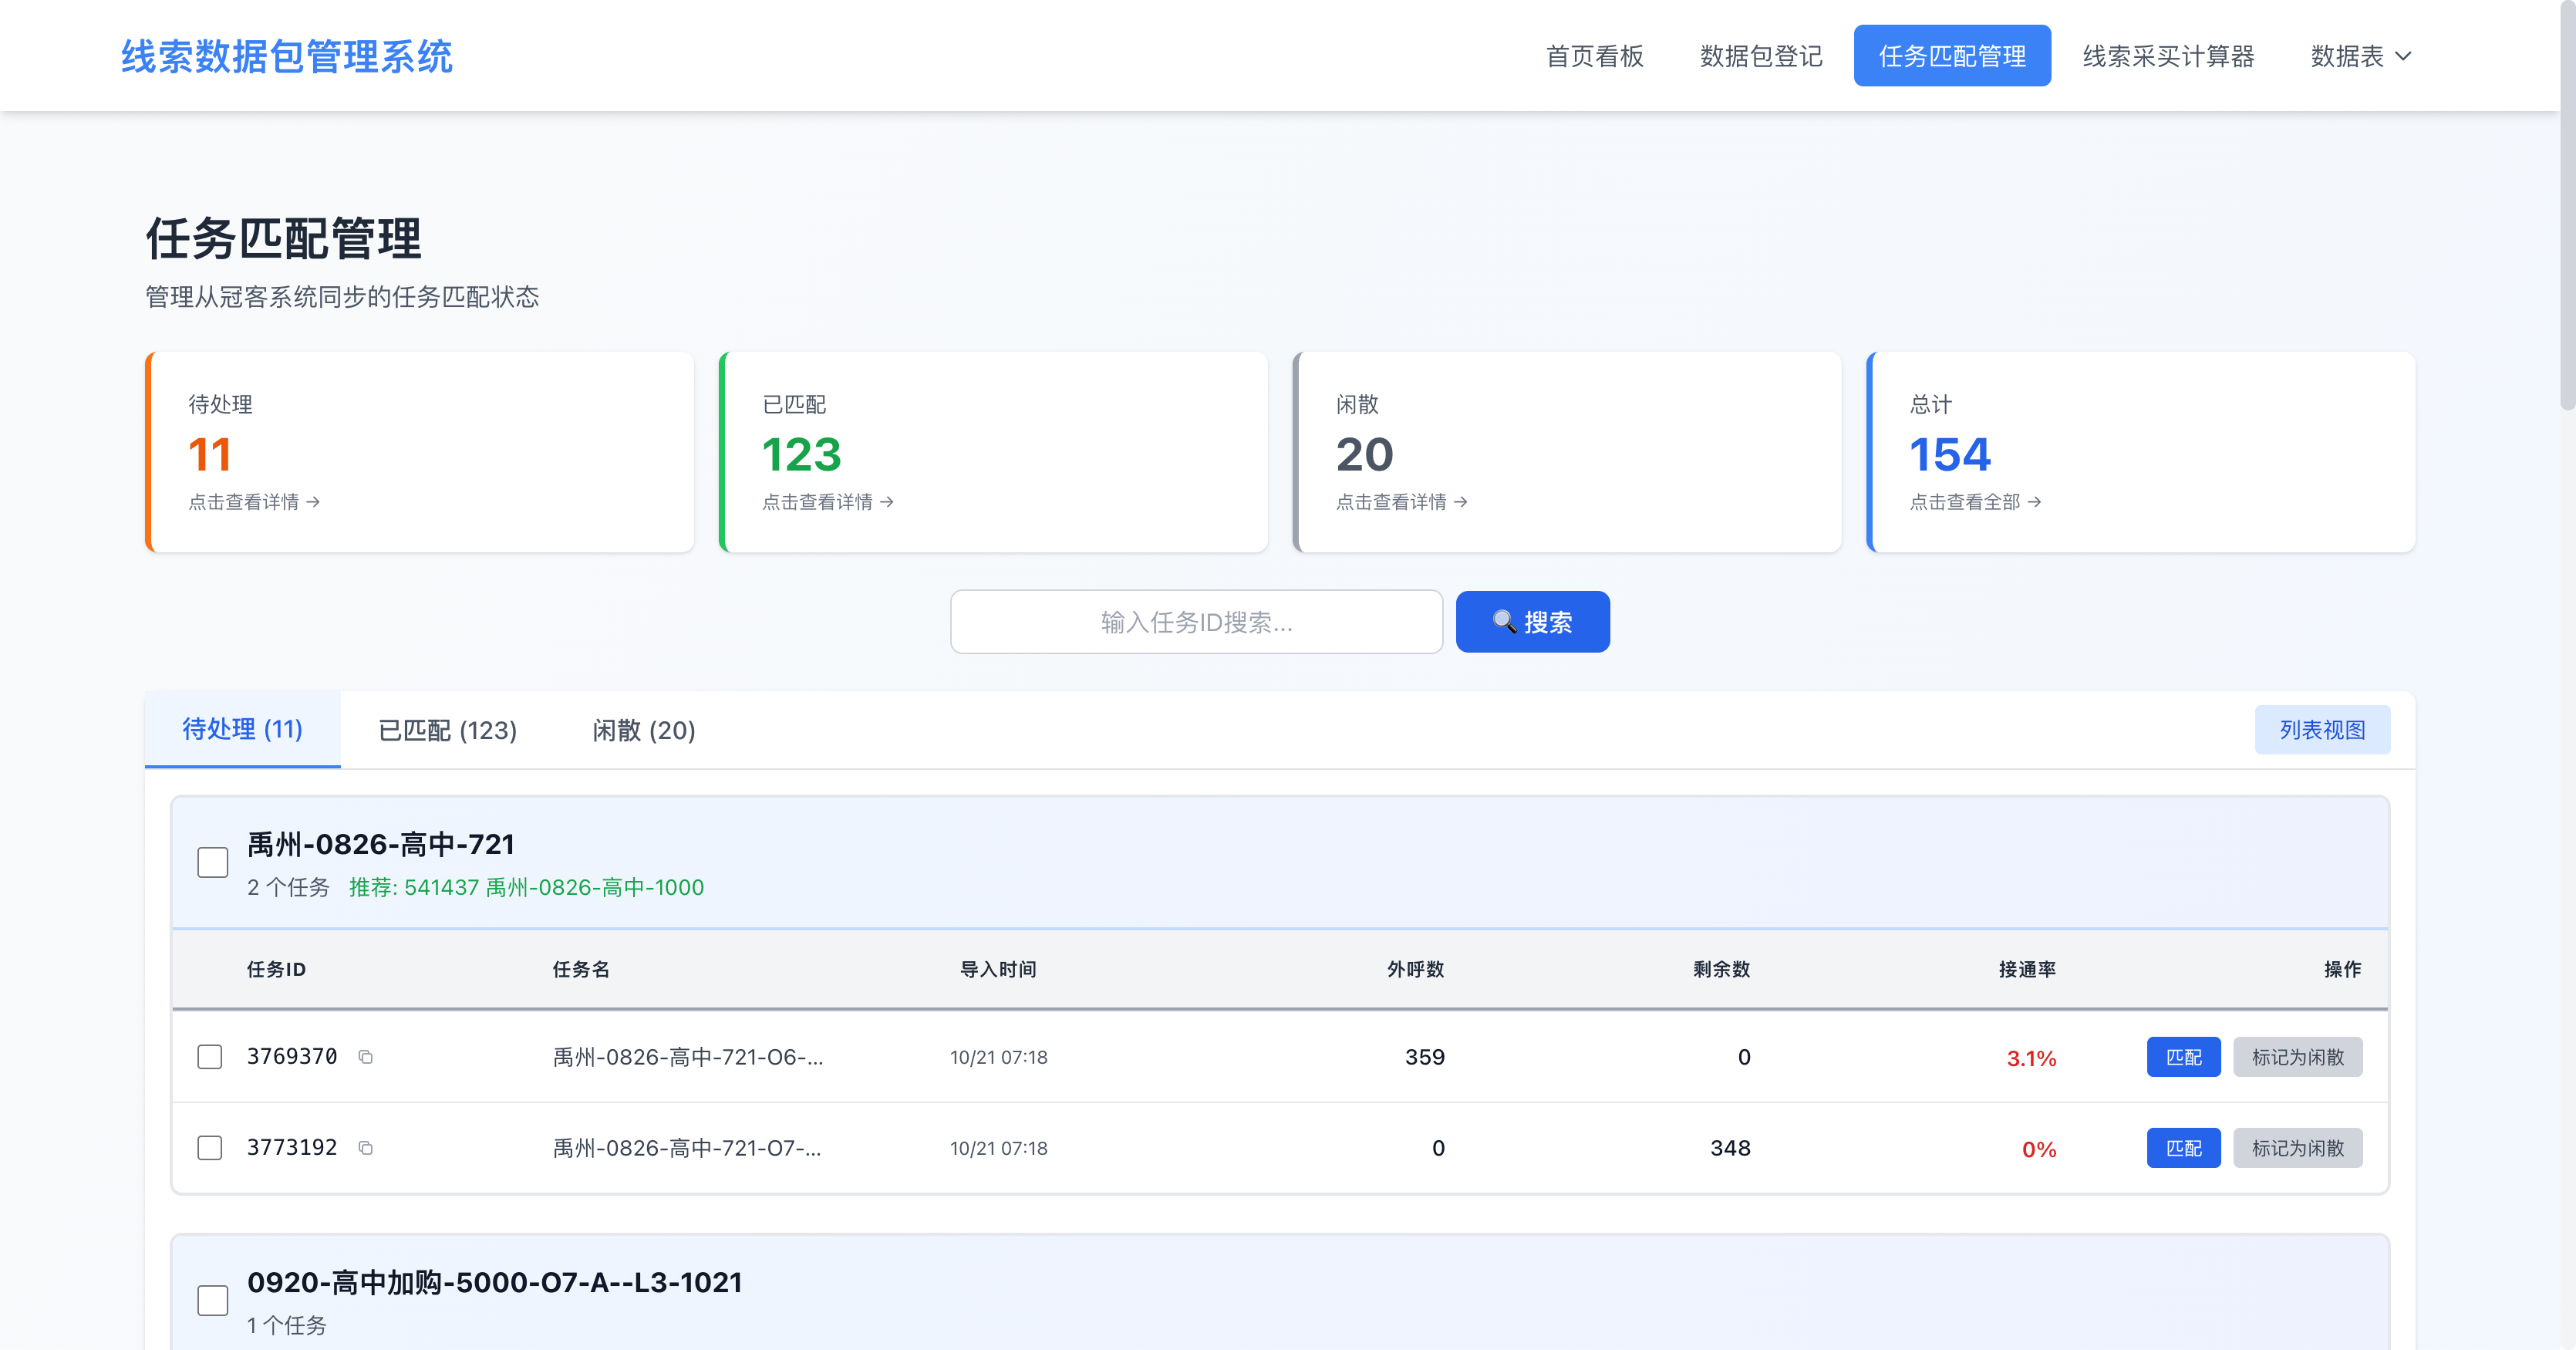 线索数据包管理系统
首页看板 数据包登记 任务匹配管理 线索采买计算器 数据表
任务匹配管理
管理从冠客系统同步的任务匹配状态
待处理 已匹配 闲散 总计
11 123 20 154
点击查看详情 → 点击查看详情 → 点击查看详情 → 点击查看全部 →
输入任务ID搜索... 🔍 搜索
待处理 (11) 已匹配 (123) 闲散 (20) 列表视图
禹州-0826-高中-721
2 个任务 推荐: 541437 禹州-0826-高中-1000
任务ID 任务名 导入时间 外呼数 剩余数 接通率 操作
3769370 禹州-0826-高中-721-O6-... 10/21 07:18 359 0 3.1% 匹配 标记为闲散
3773192 禹州-0826-高中-721-O7-... 10/21 07:18 0 348 0% 匹配 标记为闲散
0920-高中加购-5000-O7-A--L3-1021
1 个任务